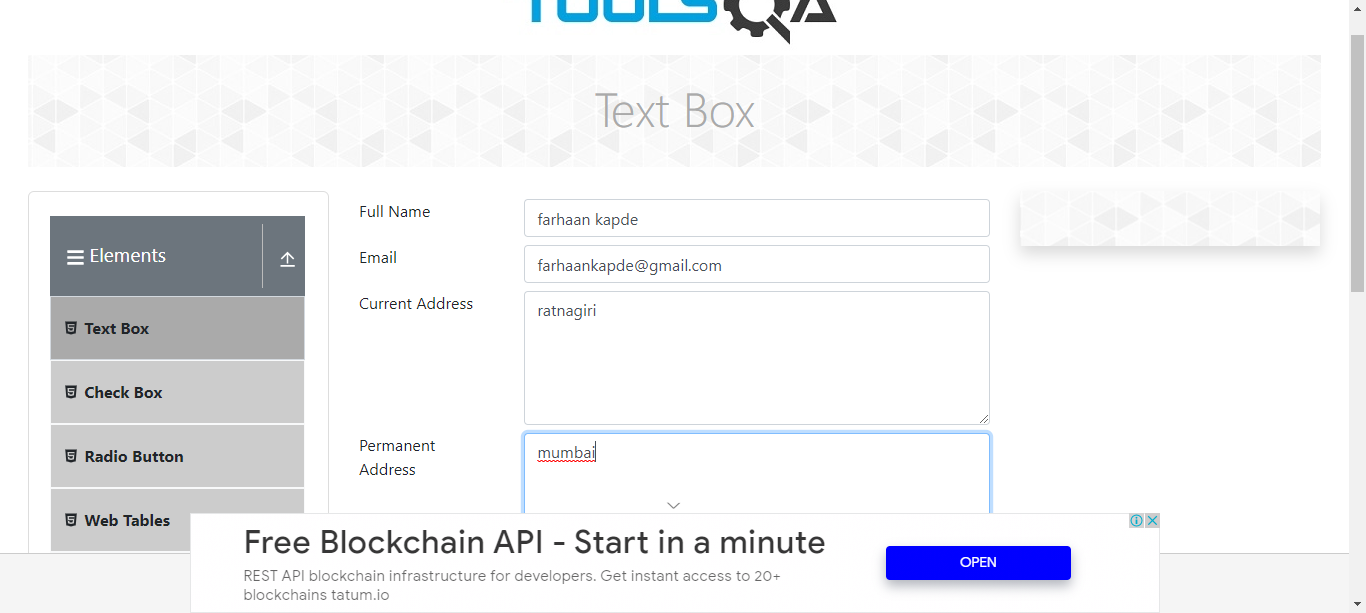 TOOLSQA
Text Box
Elements
Text Box
Check Box
Radio Button
Web Tables
Full Name
farhaan kapde
Email
farhaankapde@gmail.com
Current Address
ratnagiri
Permanent
Address
mumbai
Free Blockchain API - Start in a minute
REST API blockchain infrastructure for developers. Get instant access to 20+
blockchains tatum.io
OPEN